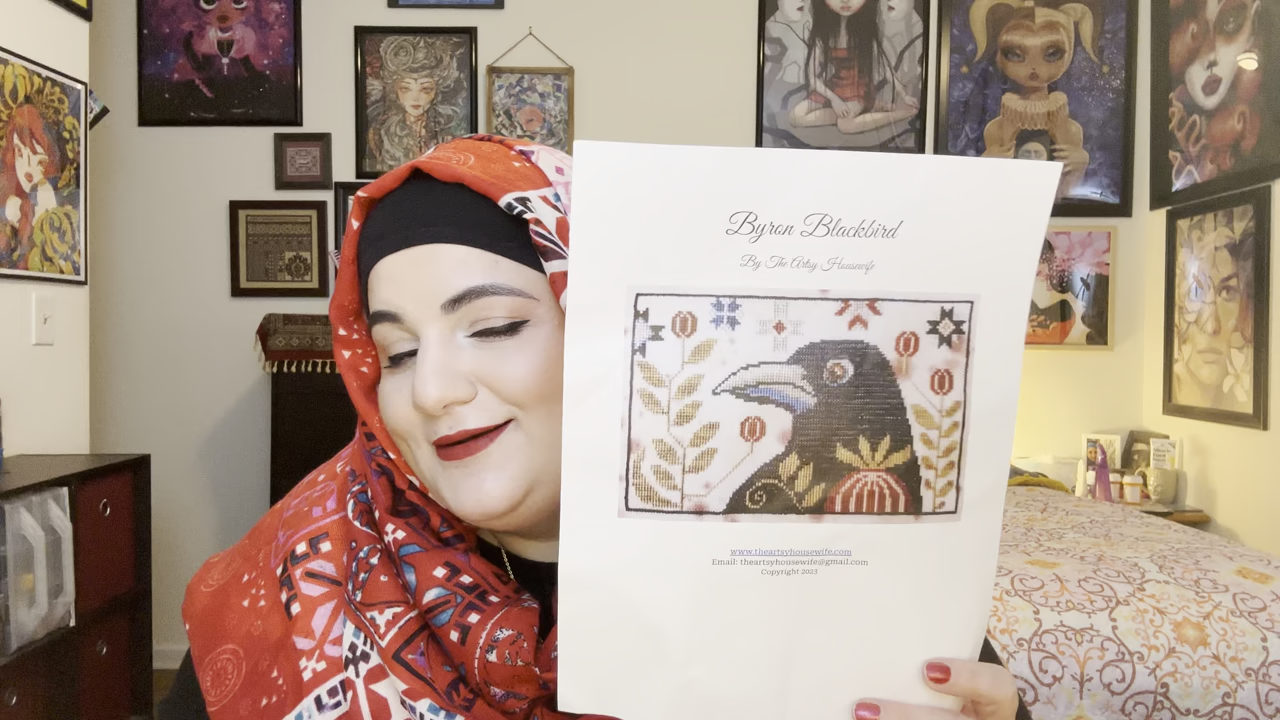 Byron Blackbird
By The Artsy Housewife
www.theartsyhousewife.com
Email: theartsyhousewife@gmail.com
Copyright 2023